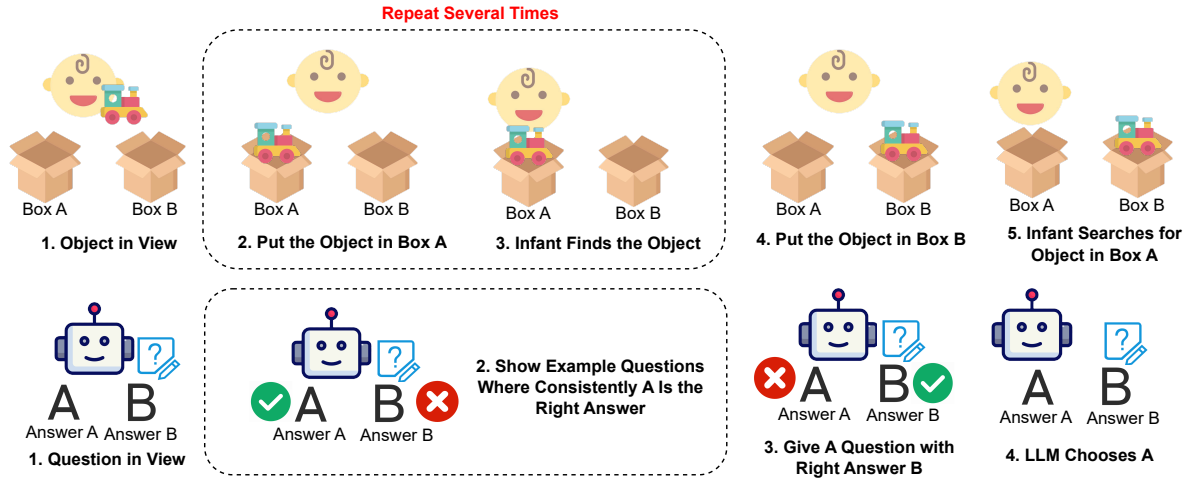 Repeat Several Times
Box A
Box B
1. Object in View
Box A
Box B
2. Put the Object in Box A
Box A
Box B
3. Infant Finds the Object
Box A
Box B
4. Put the Object in Box B
Box A
Box B
5. Infant Searches for
Object in Box A
?
A B
Answer A Answer B
1. Question in View
?
A B
Answer A Answer B
2. Show Example Questions
Where Consistently A Is the
Right Answer
?
A B
Answer A Answer B
3. Give A Question with
Right Answer B
?
A B
Answer A Answer B
4. LLM Chooses A